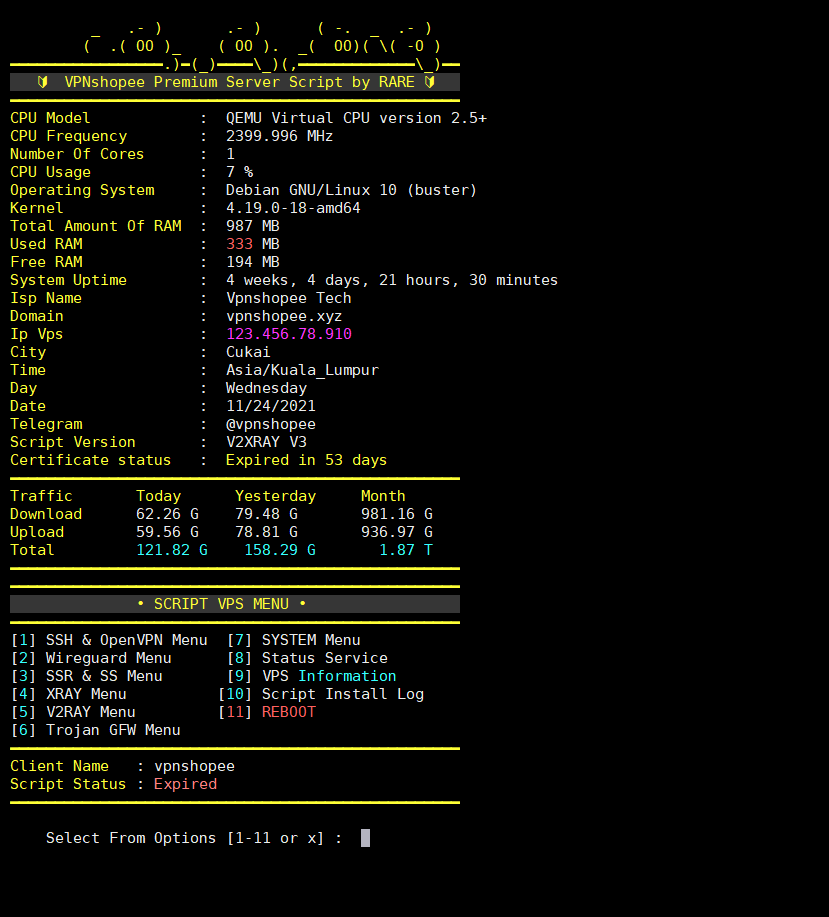 VPNshopee Premium Server Script by RARE
CPU Model : QEMU Virtual CPU version 2.5+
CPU Frequency : 2399.996 MHz
Number Of Cores : 1
CPU Usage : 7 %
Operating System : Debian GNU/Linux 10 (buster)
Kernel : 4.19.0-18-amd64
Total Amount Of RAM : 987 MB
Used RAM : 333 MB
Free RAM : 194 MB
System Uptime : 4 weeks, 4 days, 21 hours, 30 minutes
Isp Name : Vpnshopee Tech
Domain : vpnshopee.xyz
Ip Vps : 123.456.78.910
City : Cukai
Time : Asia/Kuala_Lumpur
Day : Wednesday
Date : 11/24/2021
Telegram : @vpnshopee
Script Version : V2XRAY V3
Certificate status : Expired in 53 days
Traffic Today Yesterday Month
Download 62.26 G 79.48 G 981.16 G
Upload 59.56 G 78.81 G 936.97 G
Total 121.82 G 158.29 G 1.87 T
• SCRIPT VPS MENU •
[1] SSH & OpenVPN Menu [7] SYSTEM Menu
[2] Wireguard Menu [8] Status Service
[3] SSR & SS Menu [9] VPS Information
[4] XRAY Menu [10] Script Install Log
[5] V2RAY Menu [11] REBOOT
[6] Trojan GFW Menu
Client Name : vpnshopee
Script Status : Expired
Select From Options [1-11 or x] :